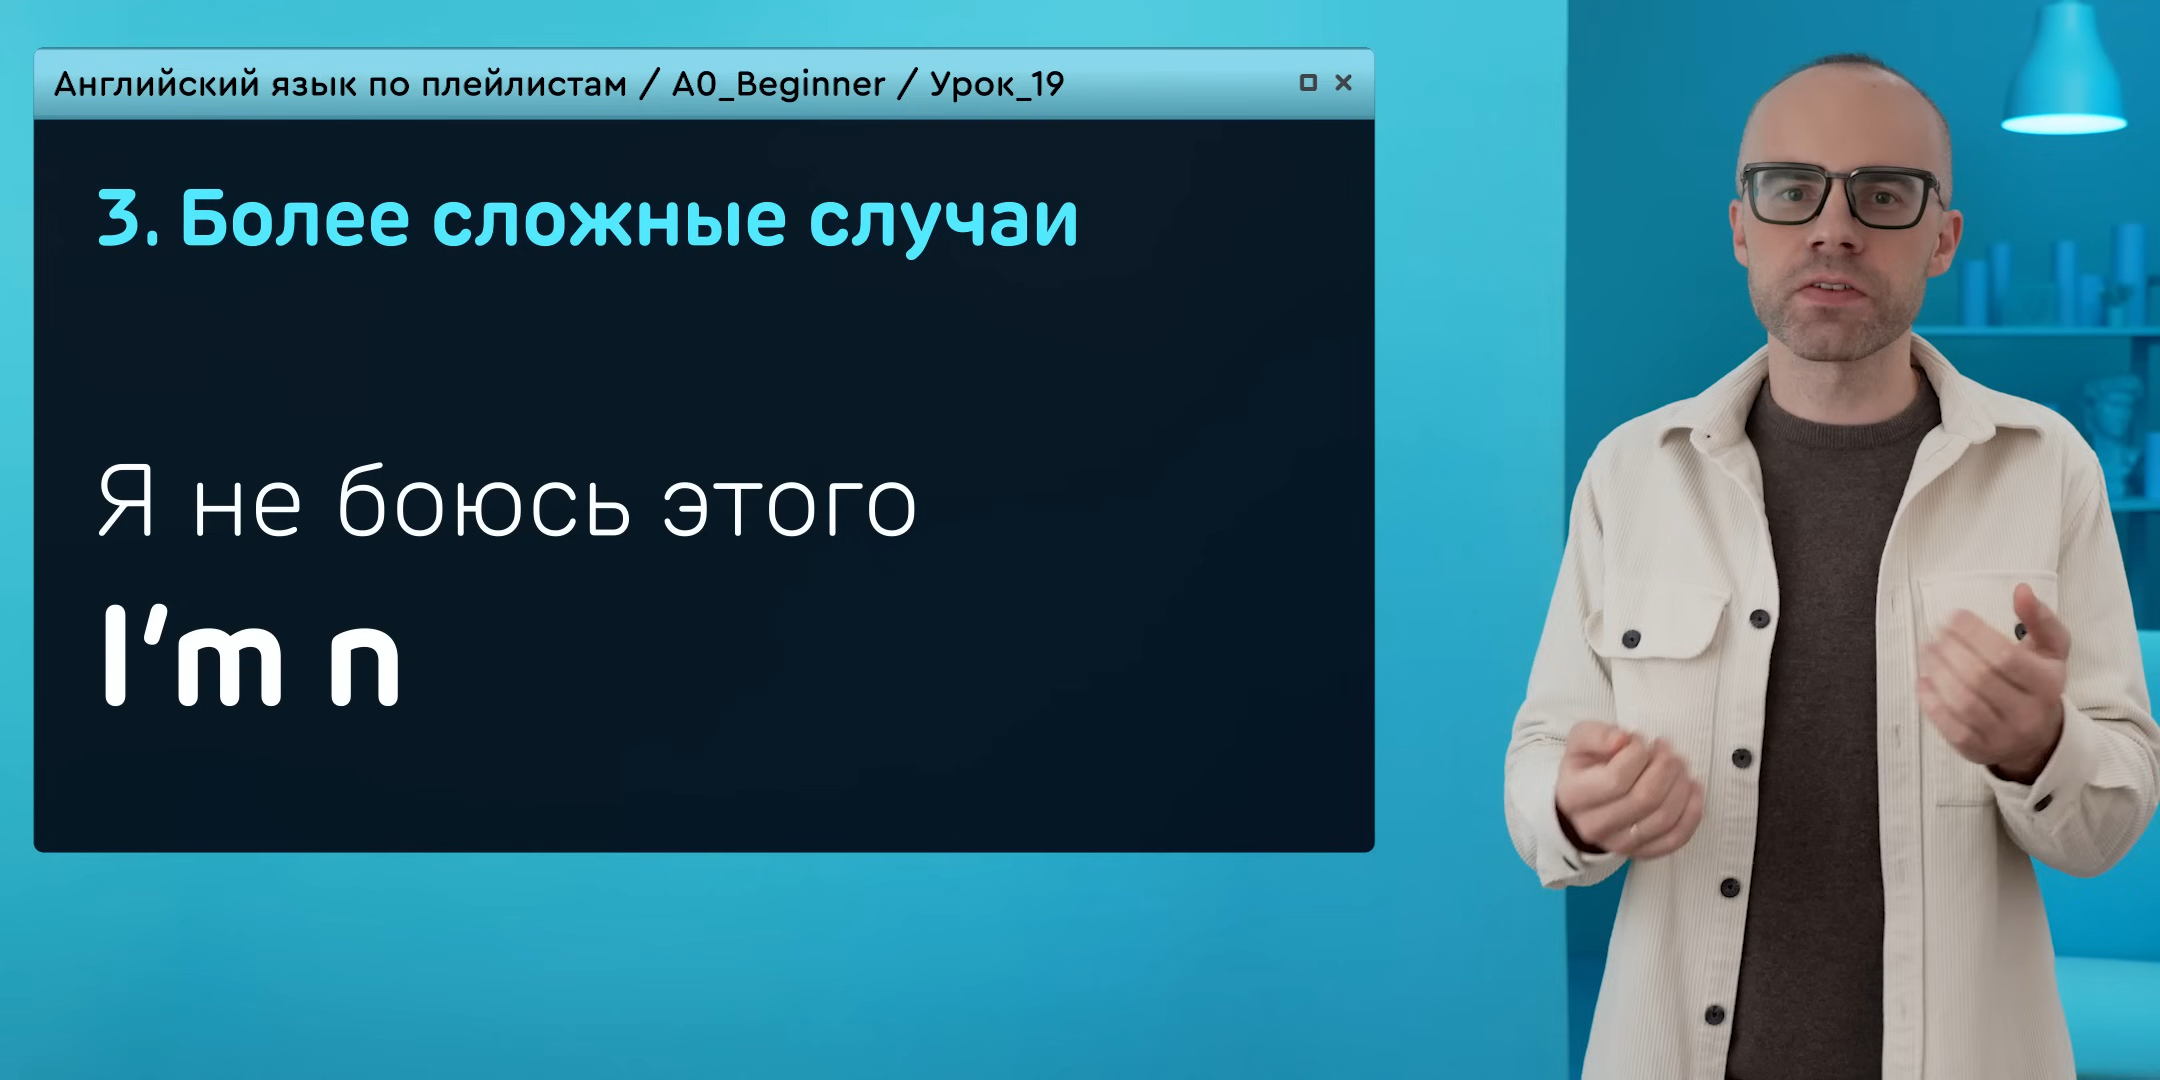 Английский язык по плейлистам / A0_Beginner / Урок_19
3. Более сложные случаи
Я не боюсь этого
I'm n